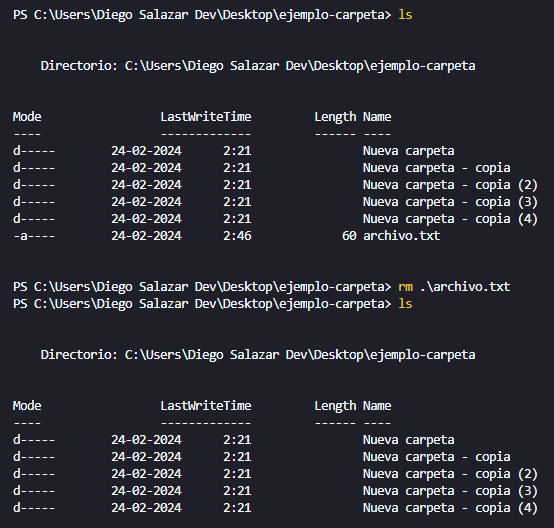 PS C:\Users\Diego Salazar Dev\Desktop\ejemplo-carpeta> ls
Directorio: C:\Users\Diego Salazar Dev\Desktop\ejemplo-carpeta
Mode LastWriteTime Length Name
---- ------------- ------ ----
d----- 24-02-2024 2:21 Nueva carpeta
d----- 24-02-2024 2:21 Nueva carpeta - copia
d----- 24-02-2024 2:21 Nueva carpeta - copia (2)
d----- 24-02-2024 2:21 Nueva carpeta - copia (3)
d----- 24-02-2024 2:21 Nueva carpeta - copia (4)
-a---- 24-02-2024 2:46 60 archivo.txt
PS C:\Users\Diego Salazar Dev\Desktop\ejemplo-carpeta> rm .\archivo.txt
PS C:\Users\Diego Salazar Dev\Desktop\ejemplo-carpeta> ls
Directorio: C:\Users\Diego Salazar Dev\Desktop\ejemplo-carpeta
Mode LastWriteTime Length Name
---- ------------- ------ ----
d----- 24-02-2024 2:21 Nueva carpeta
d----- 24-02-2024 2:21 Nueva carpeta - copia
d----- 24-02-2024 2:21 Nueva carpeta - copia (2)
d----- 24-02-2024 2:21 Nueva carpeta - copia (3)
d----- 24-02-2024 2:21 Nueva carpeta - copia (4)